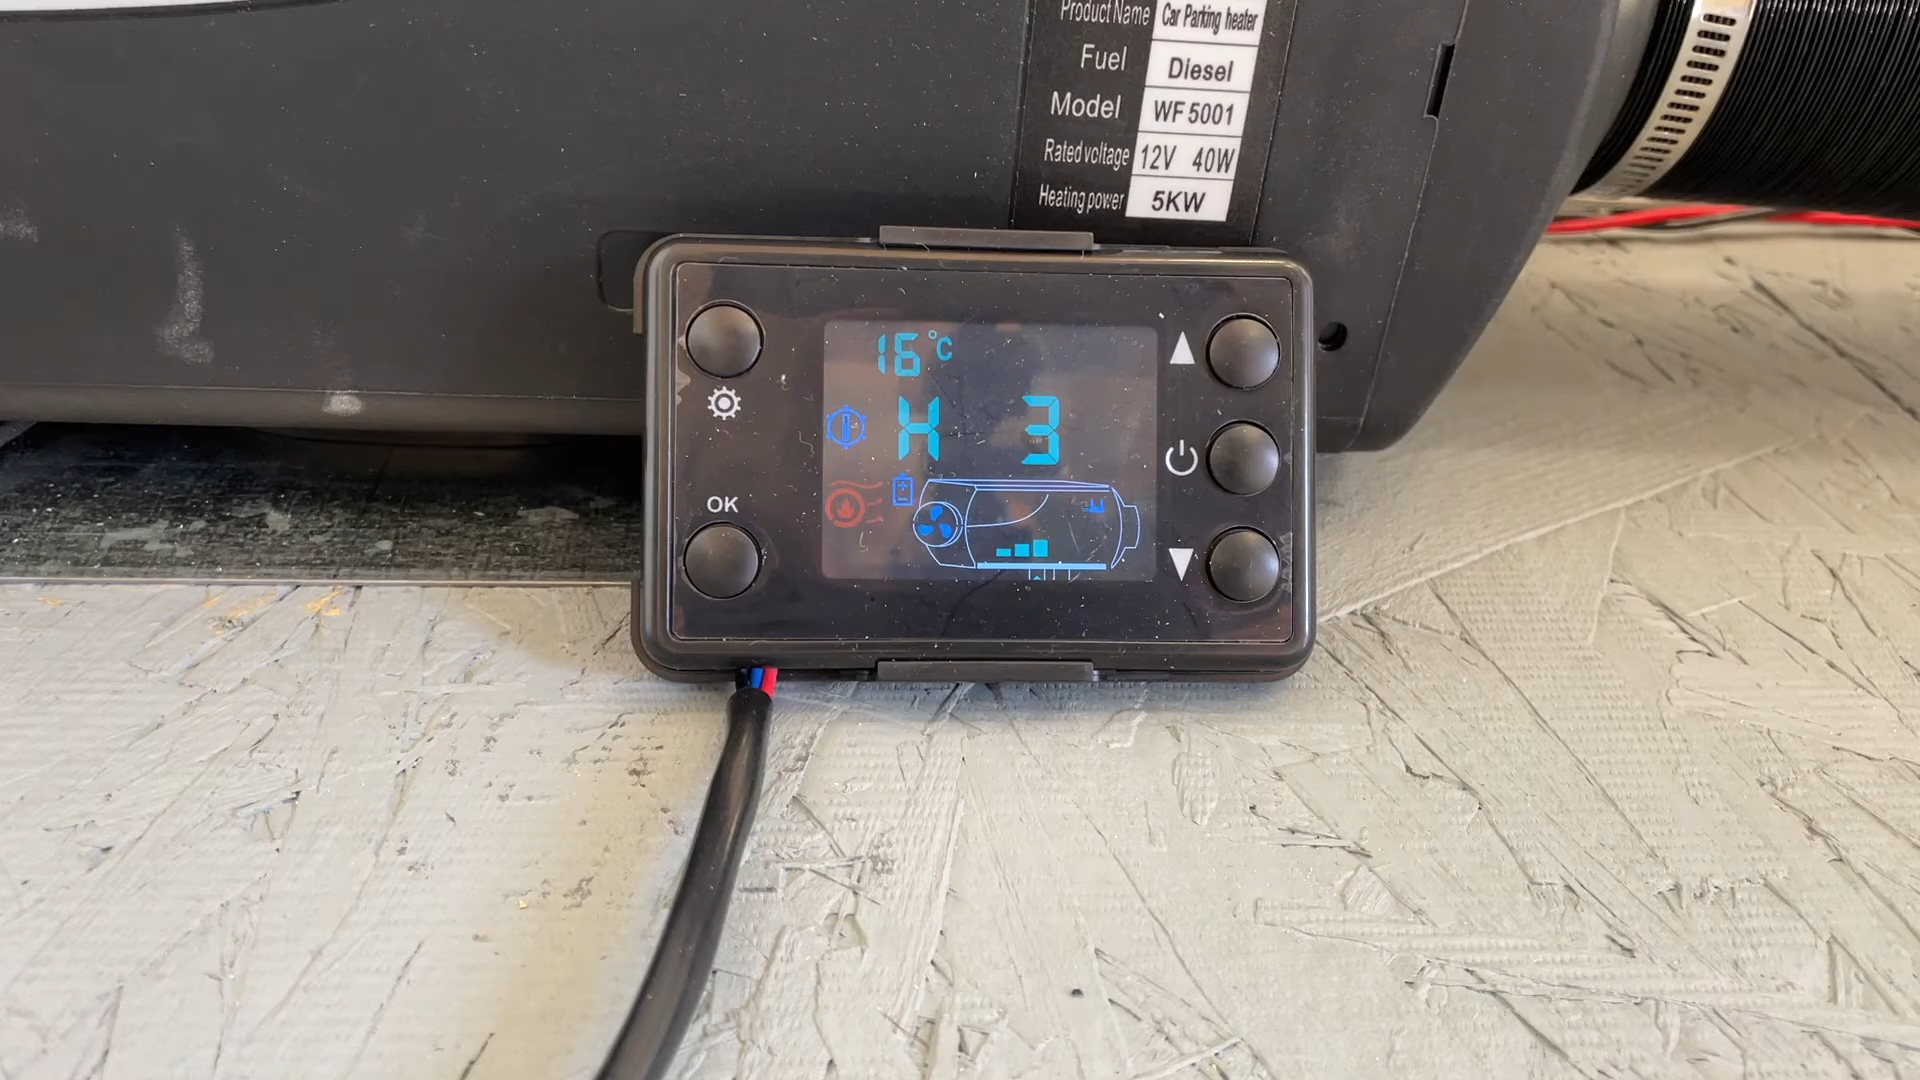 Product Name Car Parking heater
Fuel Diesel
Model WF 5001
Rated voltage 12V 40W
Heating power 5KW
16°C
H 3
OK